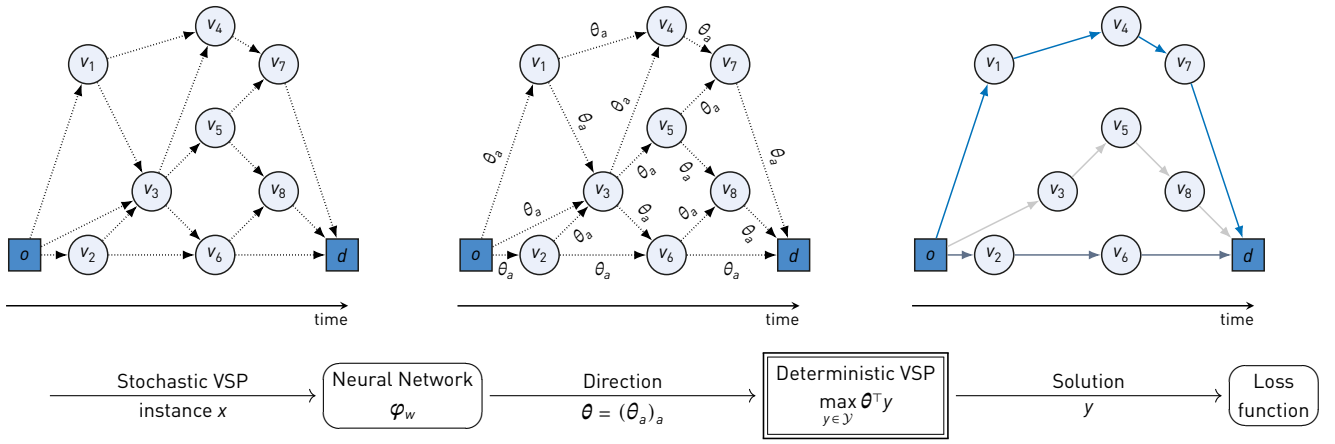 v4
v1
v7
v5
v3
v8
o
v2
v6
d
time
v4
θa
θa
v1
v7
θa
θa
θa
v5
θa
θa
θa
θa
v3
v8
θa
θa
θa
θa
θa
o
v2
v6
d
θa
θa
θa
time
v4
v1
v7
v5
v3
v8
o
v2
v6
d
time
Stochastic VSP
instance x
Neural Network
φw
Direction
θ = (θa)a
Deterministic VSP
max θ⊤y
y∈𝒴
Solution
y
Loss
function